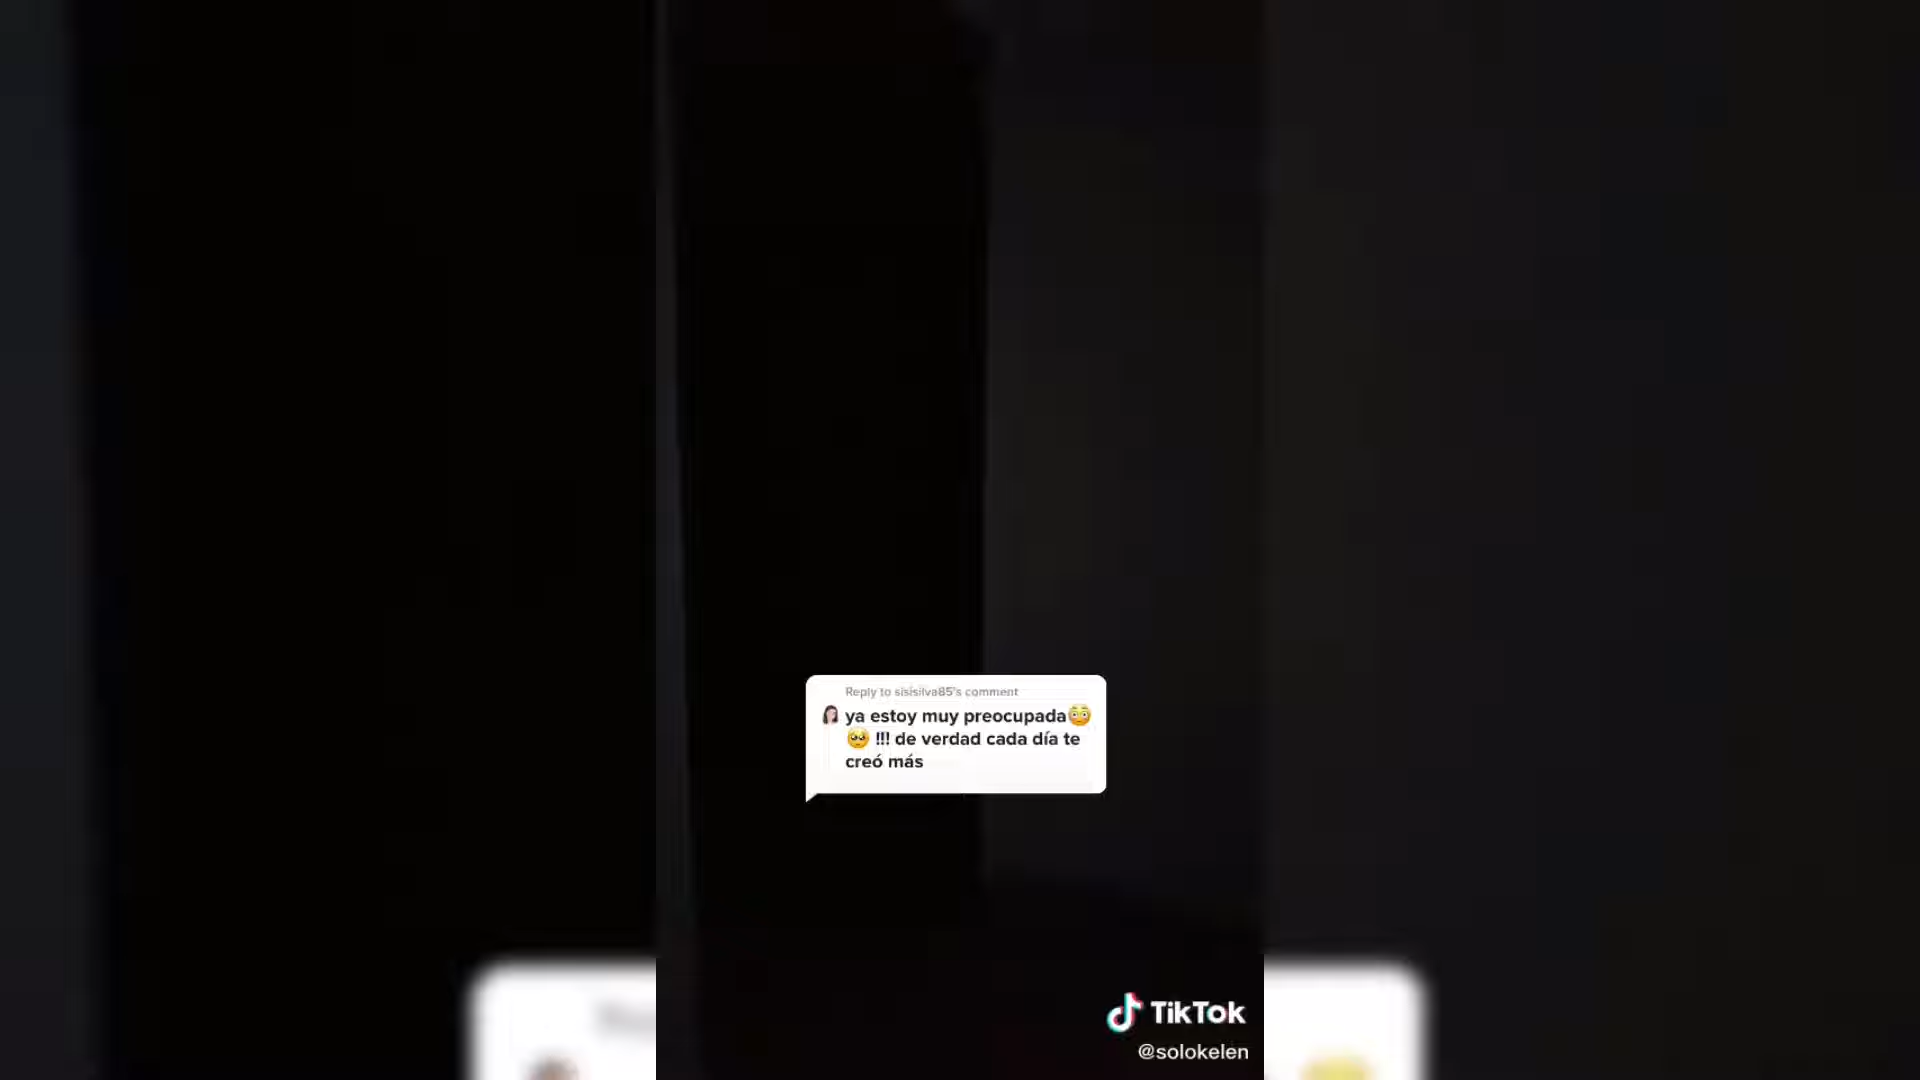 Reply to sisisilva85's comment
ya estoy muy preocupada😳
🥺 !!! de verdad cada día te
creó más
TikTok
@solokelen